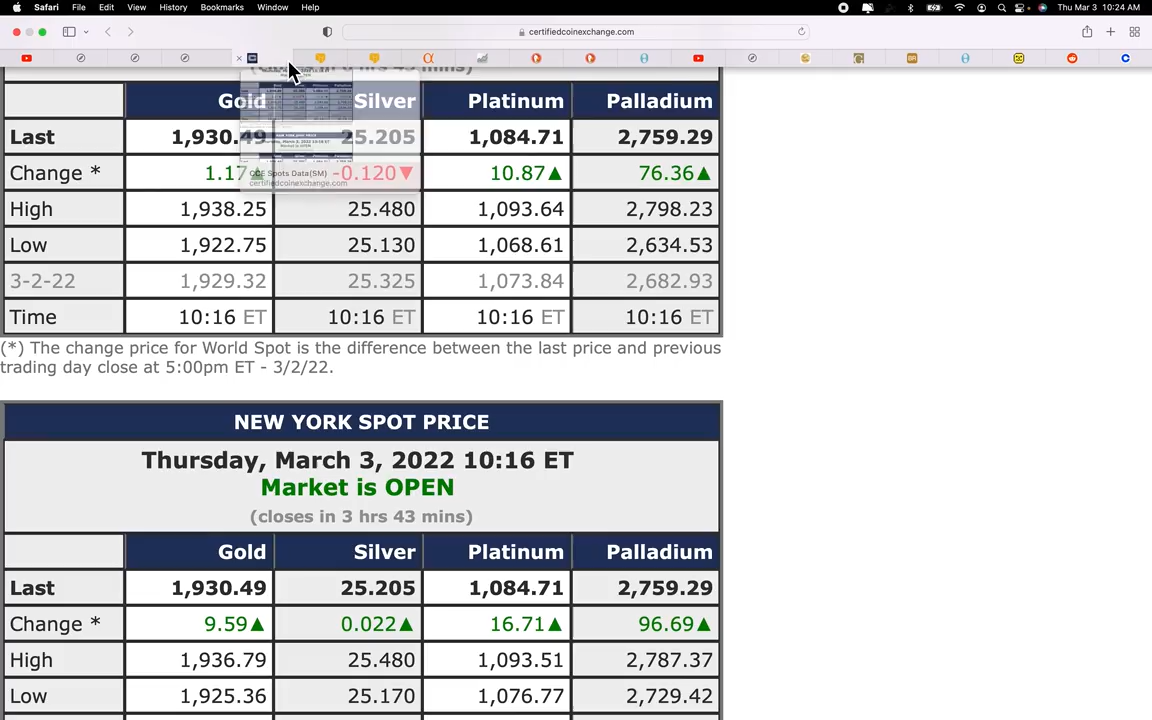 Safari File Edit View History Bookmarks Window Help Thu Mar 3 10:24 AM
certifiedcoinexchange.com
Gold Silver Platinum Palladium
Last 1,930.49 25.205 1,084.71 2,759.29
Change * 1.17▲ -0.120▼ 10.87▲ 76.36▲
CCE Spots Data(SM)
certifiedcoinexchange.com
High 1,938.25 25.480 1,093.64 2,798.23
Low 1,922.75 25.130 1,068.61 2,634.53
3-2-22 1,929.32 25.325 1,073.84 2,682.93
Time 10:16 ET 10:16 ET 10:16 ET 10:16 ET
(*) The change price for World Spot is the difference between the last price and previous
trading day close at 5:00pm ET - 3/2/22.
NEW YORK SPOT PRICE
Thursday, March 3, 2022 10:16 ET
Market is OPEN
(closes in 3 hrs 43 mins)
Gold Silver Platinum Palladium
Last 1,930.49 25.205 1,084.71 2,759.29
Change * 9.59▲ 0.022▲ 16.71▲ 96.69▲
High 1,936.79 25.480 1,093.51 2,787.37
Low 1,925.36 25.170 1,076.77 2,729.42